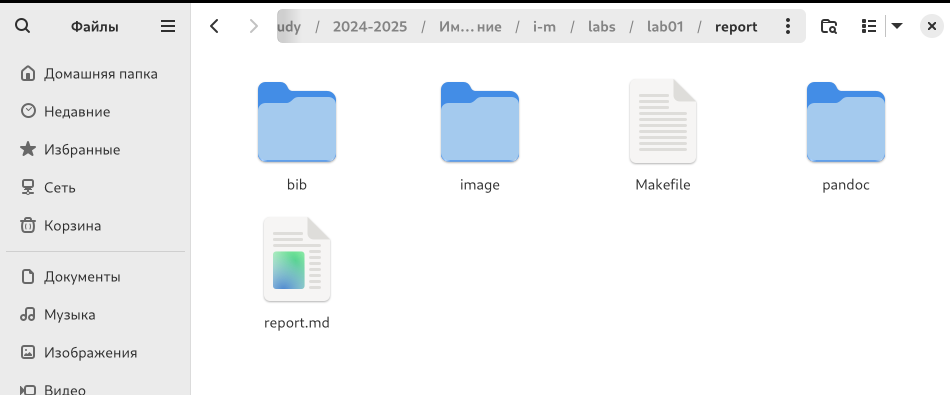 Файлы
udy / 2024-2025 / Им…ние / i-m / labs / lab01 / report
Домашняя папка
Недавние
Избранные
Сеть
Корзина
Документы
Музыка
Изображения
Видео
bib
image
Makefile
pandoc
report.md